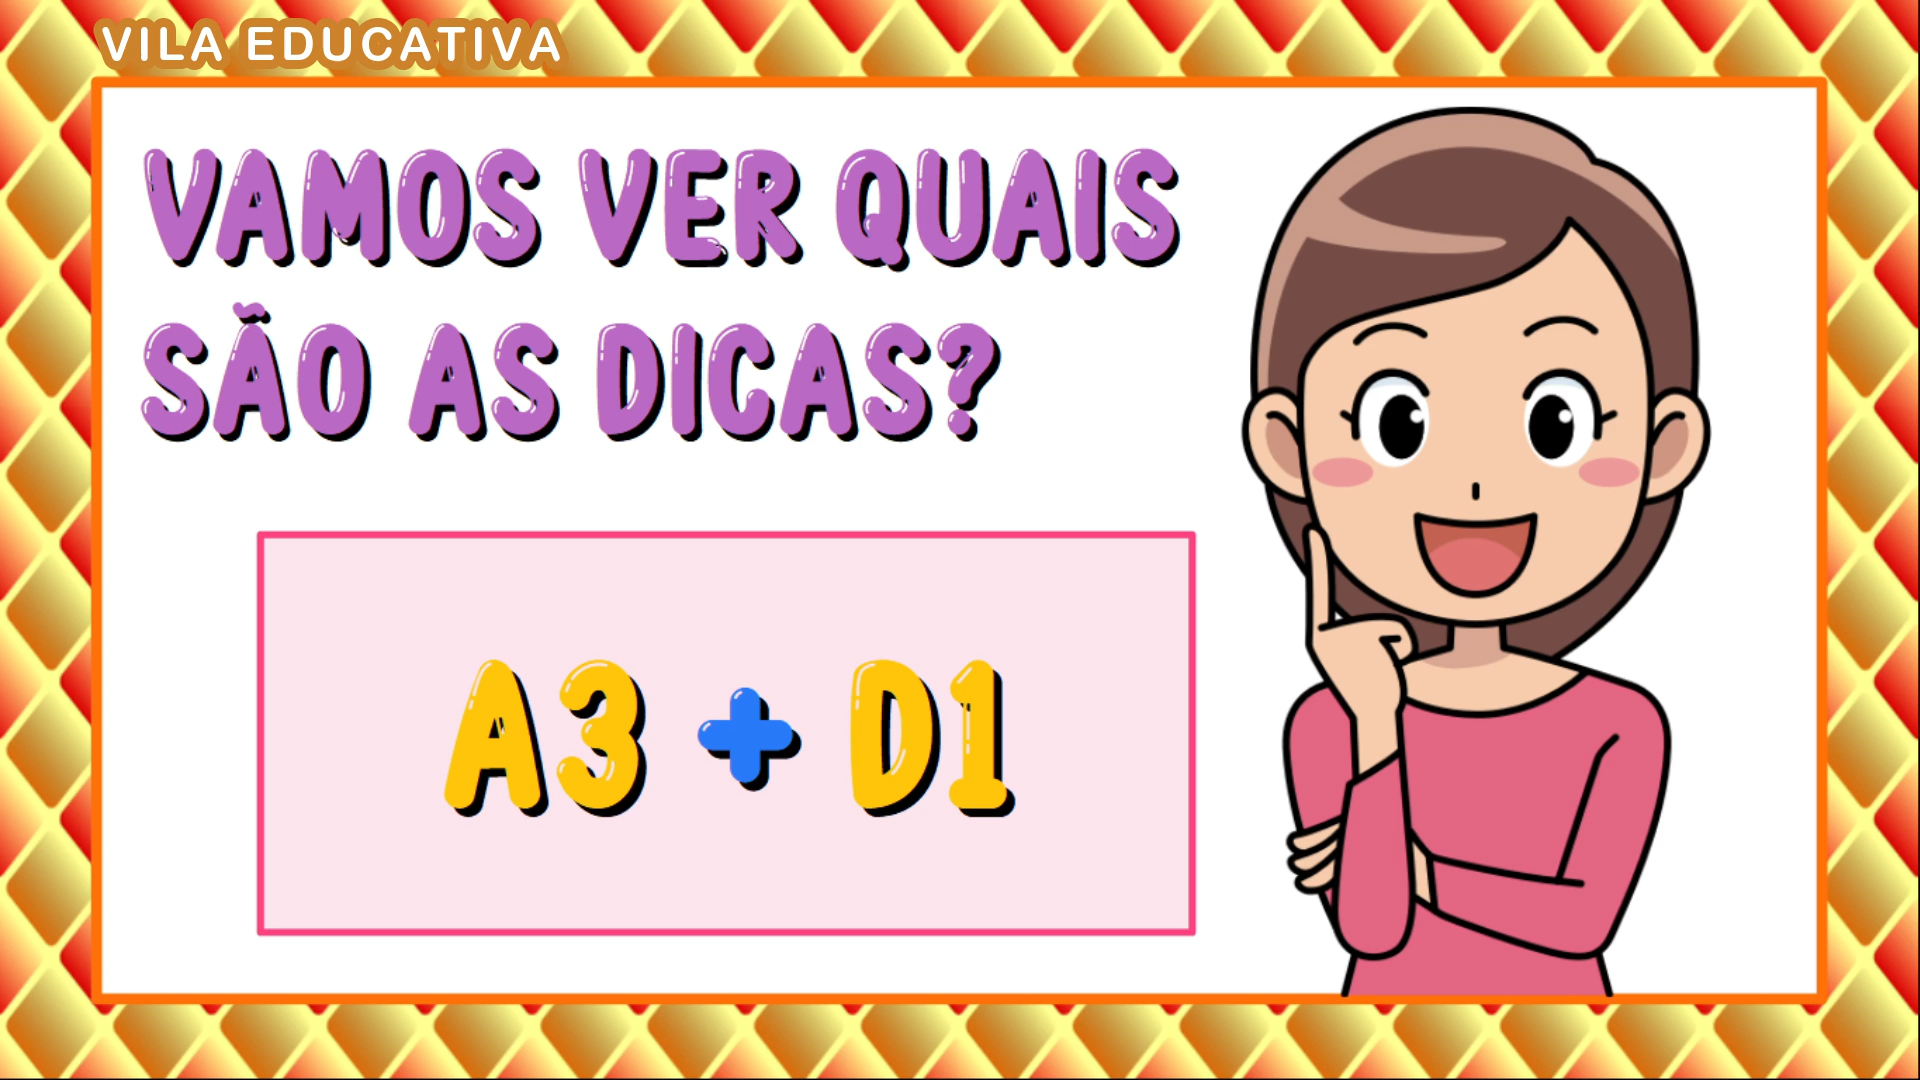 VILA EDUCATIVA
VAMOS VER QUAIS
SÃO AS DICAS?
A3 + D1